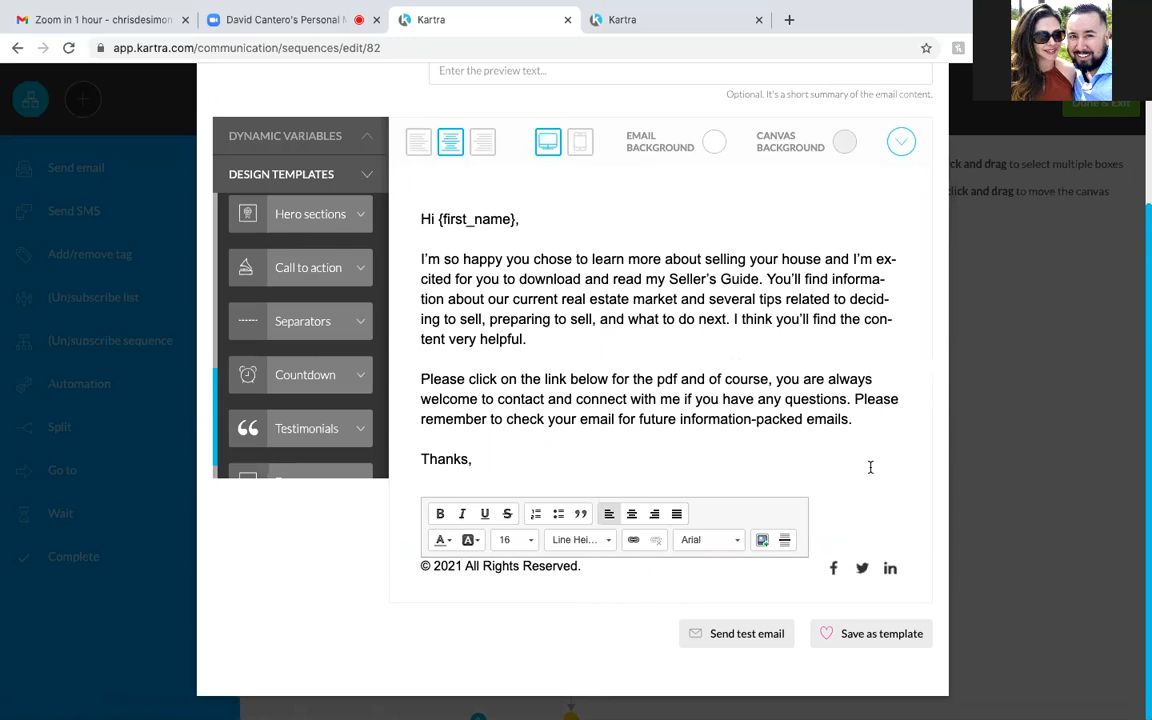 Zoom in 1 hour - chrisdesimon
David Cantero's Personal
Kartra
Kartra
app.kartra.com/communication/sequences/edit/82
Done & Exit
Enter the preview text...
Optional. It's a short summary of the email content.
DYNAMIC VARIABLES
DESIGN TEMPLATES
EMAIL BACKGROUND
CANVAS BACKGROUND
ck and drag to select multiple boxes
lick and drag to move the canvas
Send email
Send SMS
Add/remove tag
(Un)subscribe list
(Un)subscribe sequence
Automation
Split
Go to
Wait
Complete
Hero sections
Call to action
Separators
Countdown
Testimonials
Hi {first_name},
I'm so happy you chose to learn more about selling your house and I'm ex-
cited for you to download and read my Seller's Guide. You'll find informa-
tion about our current real estate market and several tips related to decid-
ing to sell, preparing to sell, and what to do next. I think you'll find the con-
tent very helpful.
Please click on the link below for the pdf and of course, you are always
welcome to contact and connect with me if you have any questions. Please
remember to check your email for future information-packed emails.
Thanks,
B I U S
A A 16 Line Hei... Arial
© 2021 All Rights Reserved.
Send test email
Save as template